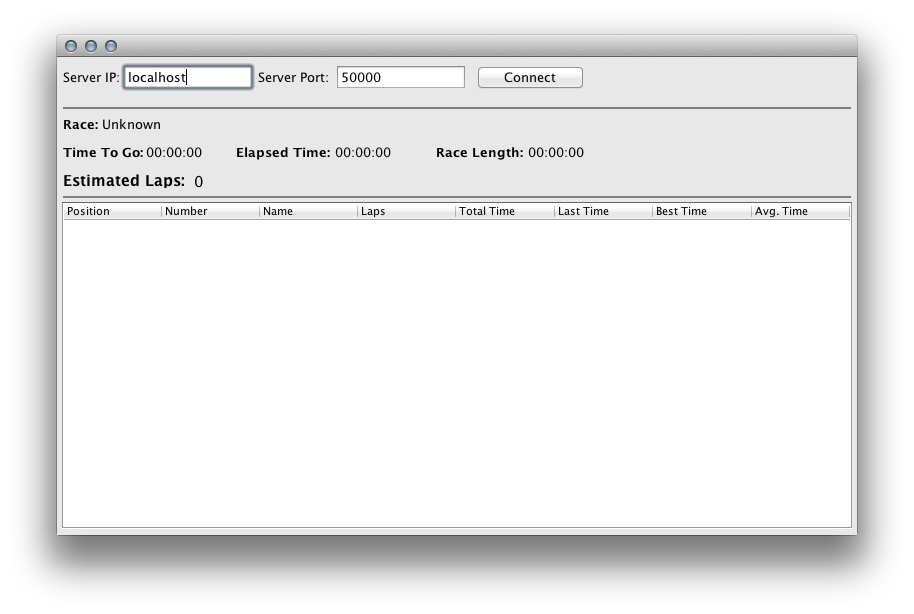 Server IP: localhost Server Port: 50000 Connect
Race: Unknown
Time To Go: 00:00:00 Elapsed Time: 00:00:00 Race Length: 00:00:00
Estimated Laps: 0
Position Number Name Laps Total Time Last Time Best Time Avg. Time